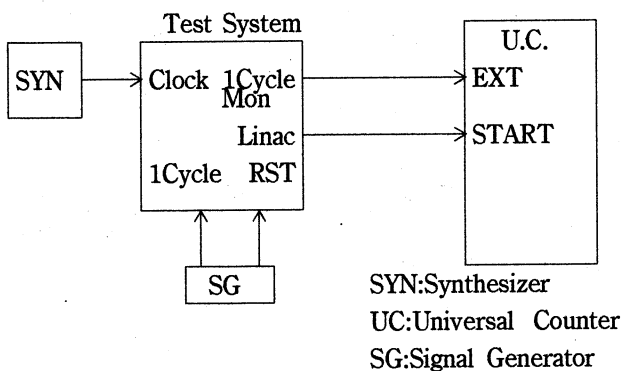 Test System
U.C.
SYN
Clock 1Cycle
Mon
EXT
Linac
START
1Cycle RST
SG
SYN:Synthesizer
UC:Universal Counter
SG:Signal Generator